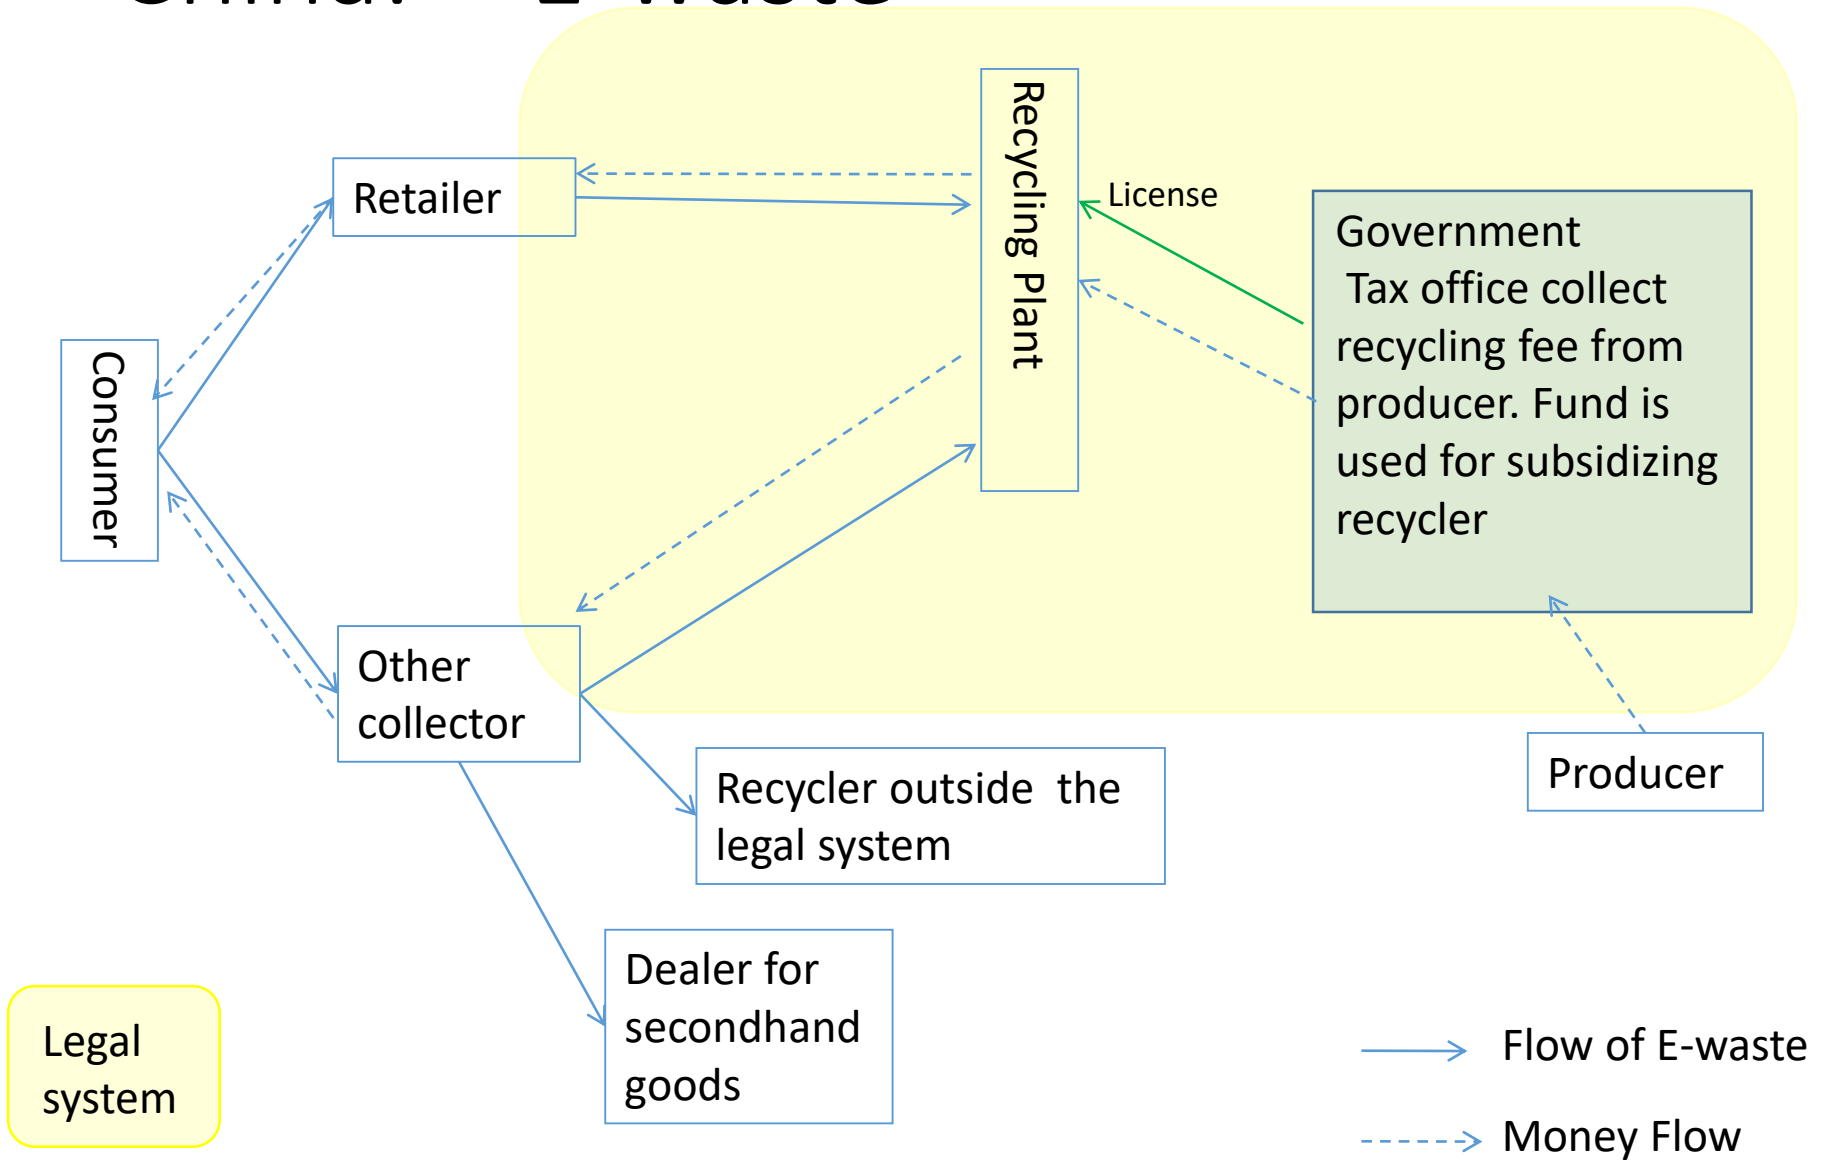 China: E-waste
Recycling Plant
Retailer
License
Government
Tax office collect
recycling fee from
producer. Fund is
used for subsidizing
recycler
Consumer
Other
collector
Producer
Recycler outside the
legal system
Dealer for
secondhand
goods
Legal
system
Flow of E-waste
Money Flow